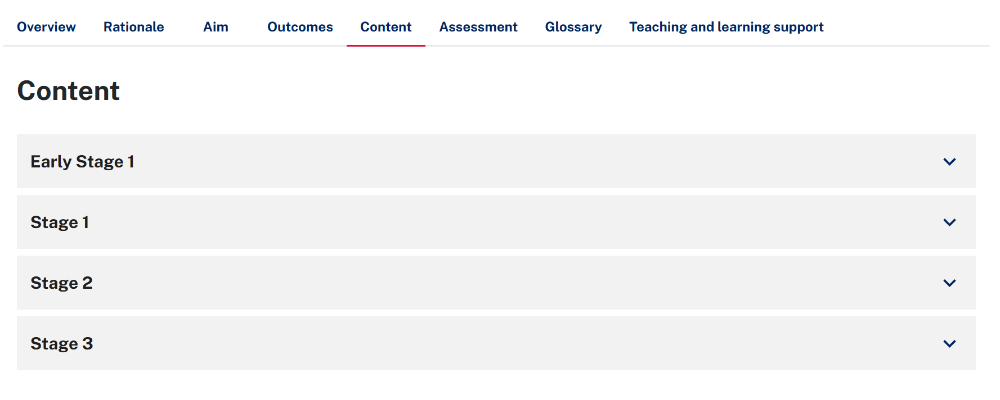 Overview Rationale Aim Outcomes Content Assessment Glossary Teaching and learning support
Content
Early Stage 1
Stage 1
Stage 2
Stage 3